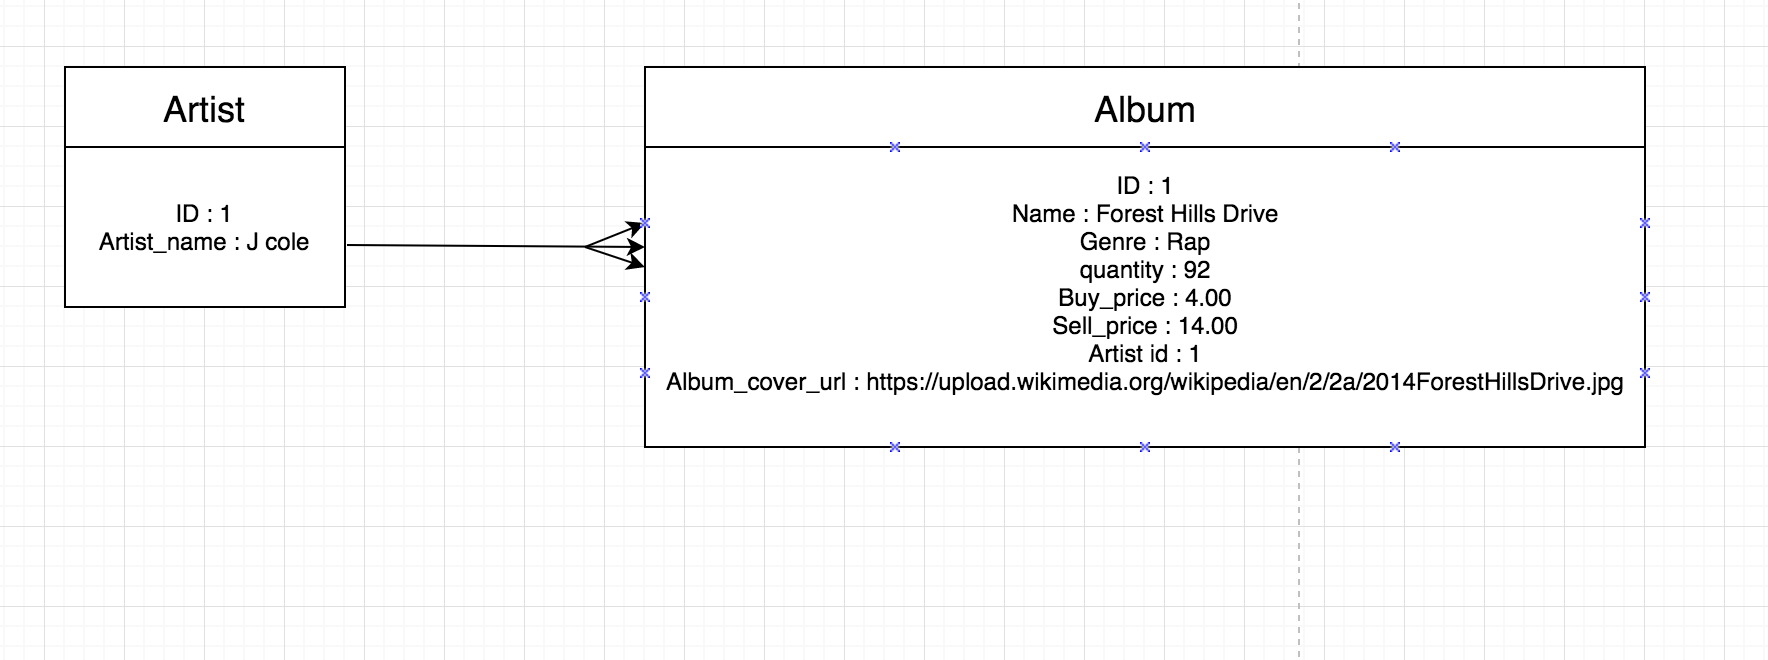 Artist
ID : 1
Artist_name : J cole
Album
ID : 1
Name : Forest Hills Drive
Genre : Rap
quantity : 92
Buy_price : 4.00
Sell_price : 14.00
Artist id : 1
Album_cover_url : https://upload.wikimedia.org/wikipedia/en/2/2a/2014ForestHillsDrive.jpg